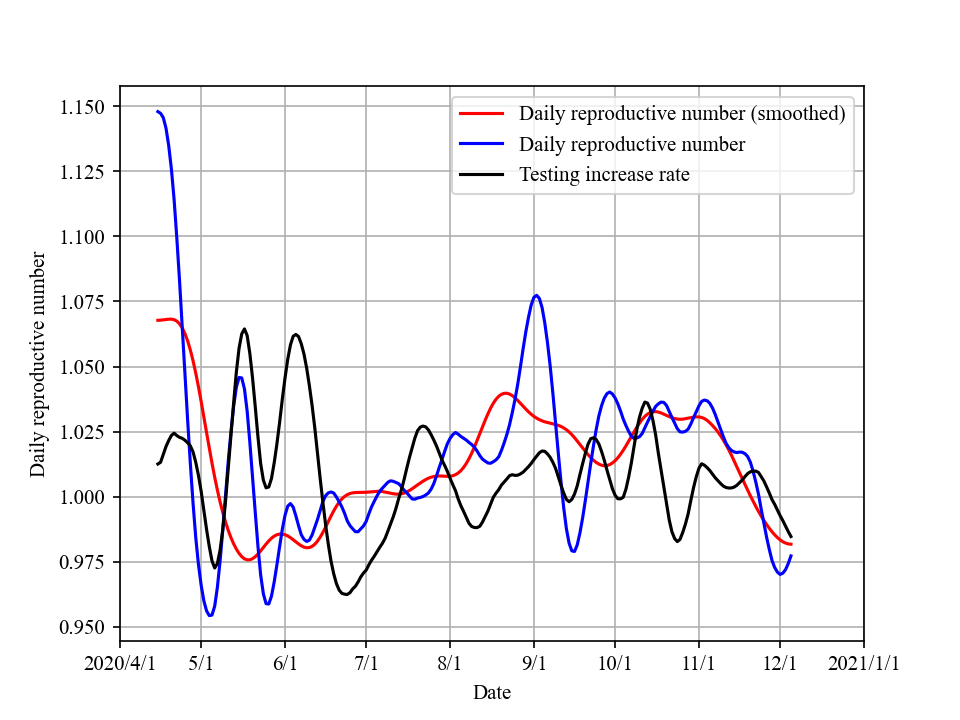 Daily reproductive number (smoothed)
Daily reproductive number
Testing increase rate
Daily reproductive number
1.150
1.125
1.100
1.075
1.050
1.025
1.000
0.975
0.950
2020/4/1 5/1 6/1 7/1 8/1 9/1 10/1 11/1 12/1 2021/1/1
Date